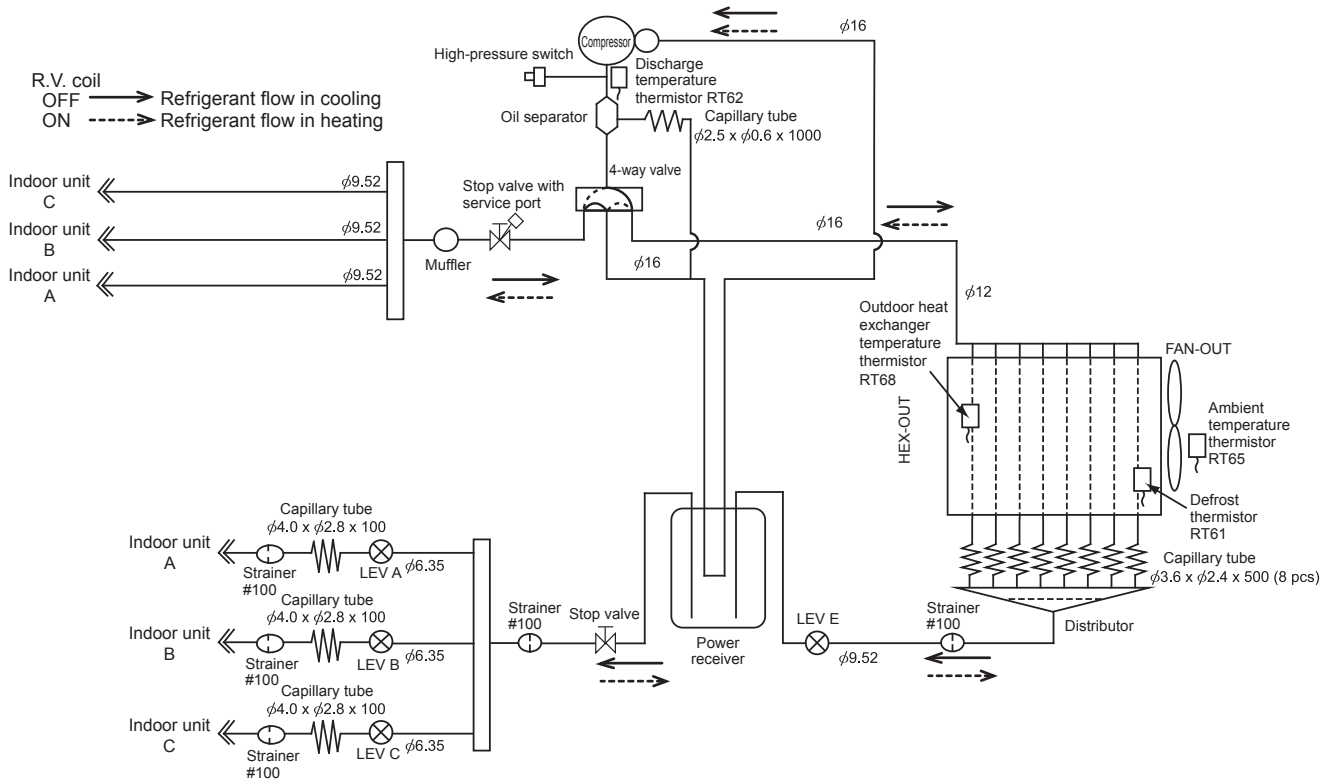 R.V. coil
OFF
Refrigerant flow in cooling
ON
Refrigerant flow in heating
Compressor
High-pressure switch
Discharge
temperature
thermistor RT62
Oil separator
Capillary tube
ϕ2.5 x ϕ0.6 x 1000
ϕ16
4-way valve
Stop valve with
service port
Indoor unit
C
ϕ9.52
Indoor unit
B
ϕ9.52
Indoor unit
A
ϕ9.52
Muffler
ϕ16
ϕ16
ϕ12
Outdoor heat
exchanger
temperature
thermistor
RT68
HEX-OUT
FAN-OUT
Ambient
temperature
thermistor
RT65
Defrost
thermistor
RT61
Capillary tube
ϕ3.6 x ϕ2.4 x 500 (8 pcs)
Distributor
Strainer
#100
LEV E
ϕ9.52
Power
receiver
Stop valve
Strainer
#100
Indoor unit
A
Strainer
#100
Capillary tube
ϕ4.0 x ϕ2.8 x 100
LEV A
ϕ6.35
Indoor unit
B
Strainer
#100
Capillary tube
ϕ4.0 x ϕ2.8 x 100
LEV B
ϕ6.35
Indoor unit
C
Strainer
#100
Capillary tube
ϕ4.0 x ϕ2.8 x 100
LEV C
ϕ6.35